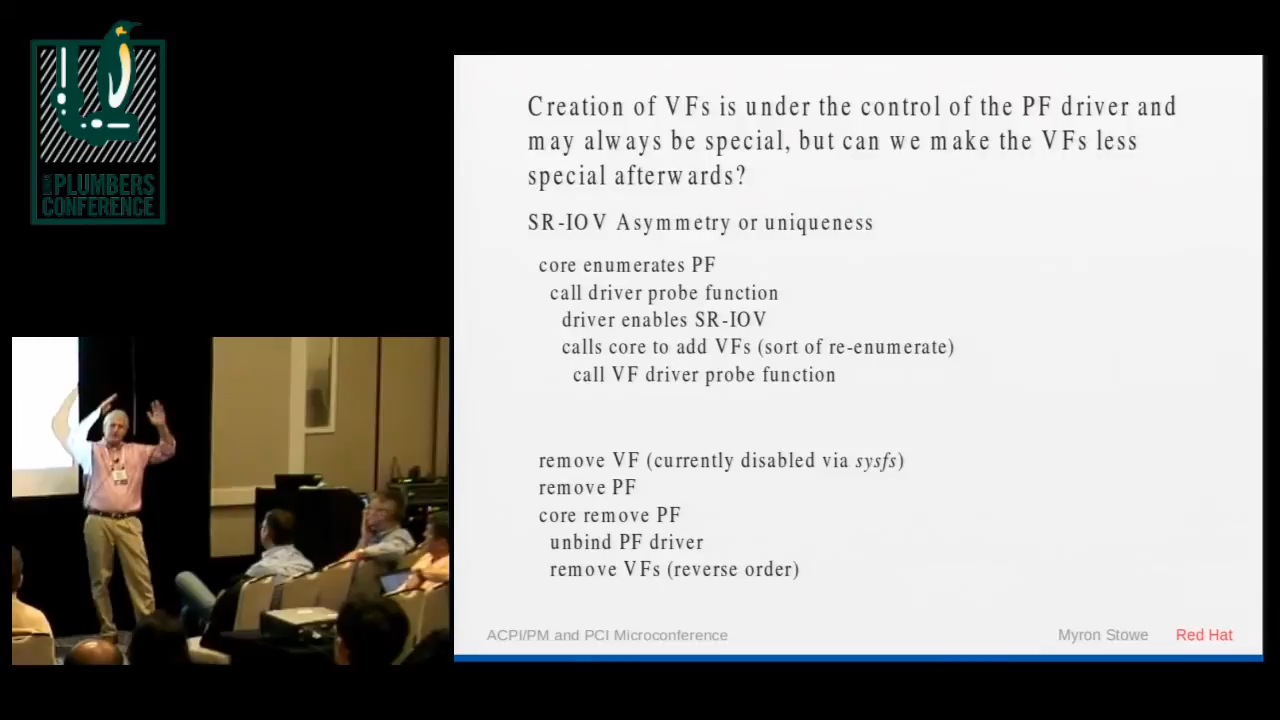 LINUX
PLUMBERS
CONFERENCE
Creation of VFs is under the control of the PF driver and
may always be special, but can we make the VFs less
special afterwards?
SR-IOV Asymmetry or uniqueness
core enumerates PF
call driver probe function
driver enables SR-IOV
calls core to add VFs (sort of re-enumerate)
call VF driver probe function
remove VF (currently disabled via sysfs)
remove PF
core remove PF
unbind PF driver
remove VFs (reverse order)
ACPI/PM and PCI Microconference
Myron Stowe Red Hat